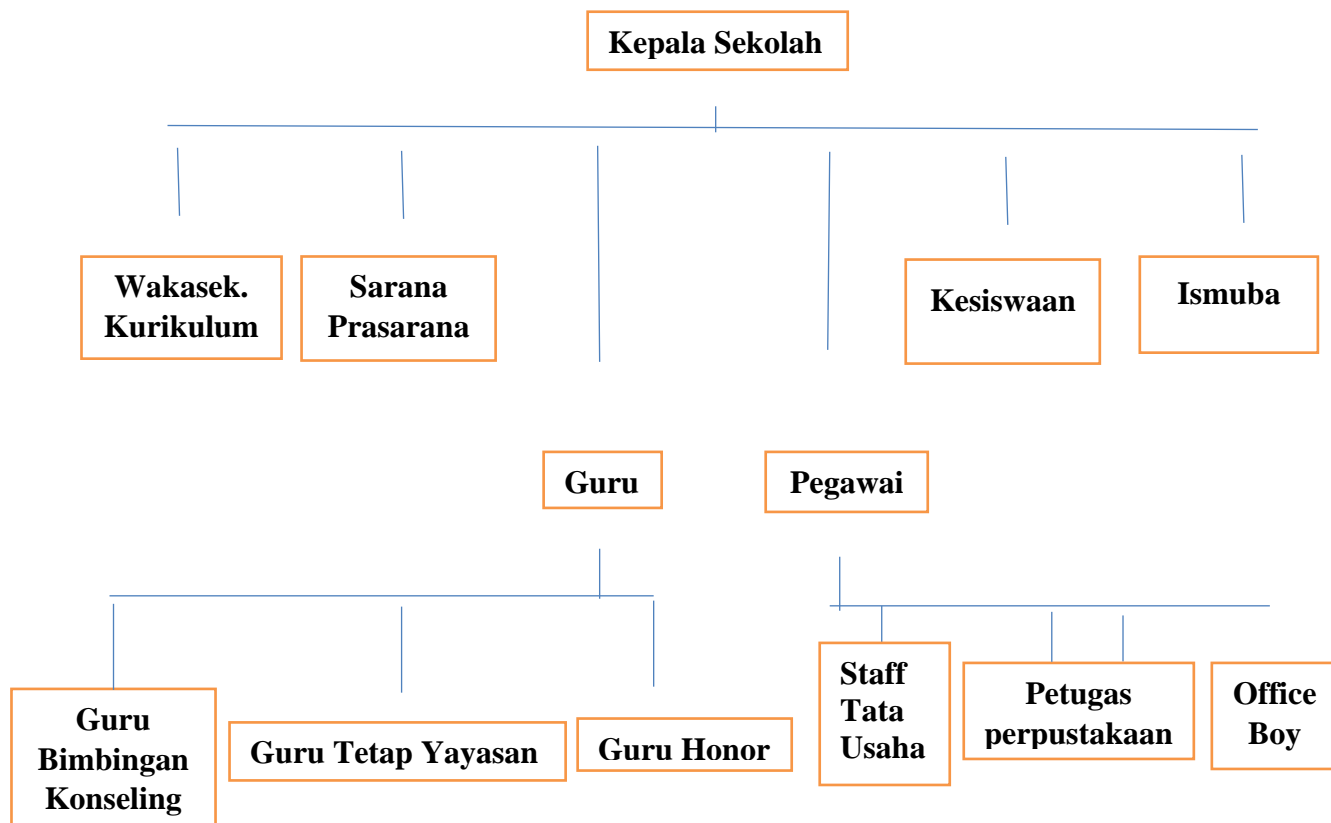 Kepala Sekolah
Wakasek.
Kurikulum
Sarana
Prasarana
Kesiswaan
Ismuba
Guru
Pegawai
Guru
Bimbingan
Konseling
Guru Tetap Yayasan
Guru Honor
Staff
Tata
Usaha
Petugas
perpustakaan
Office
Boy